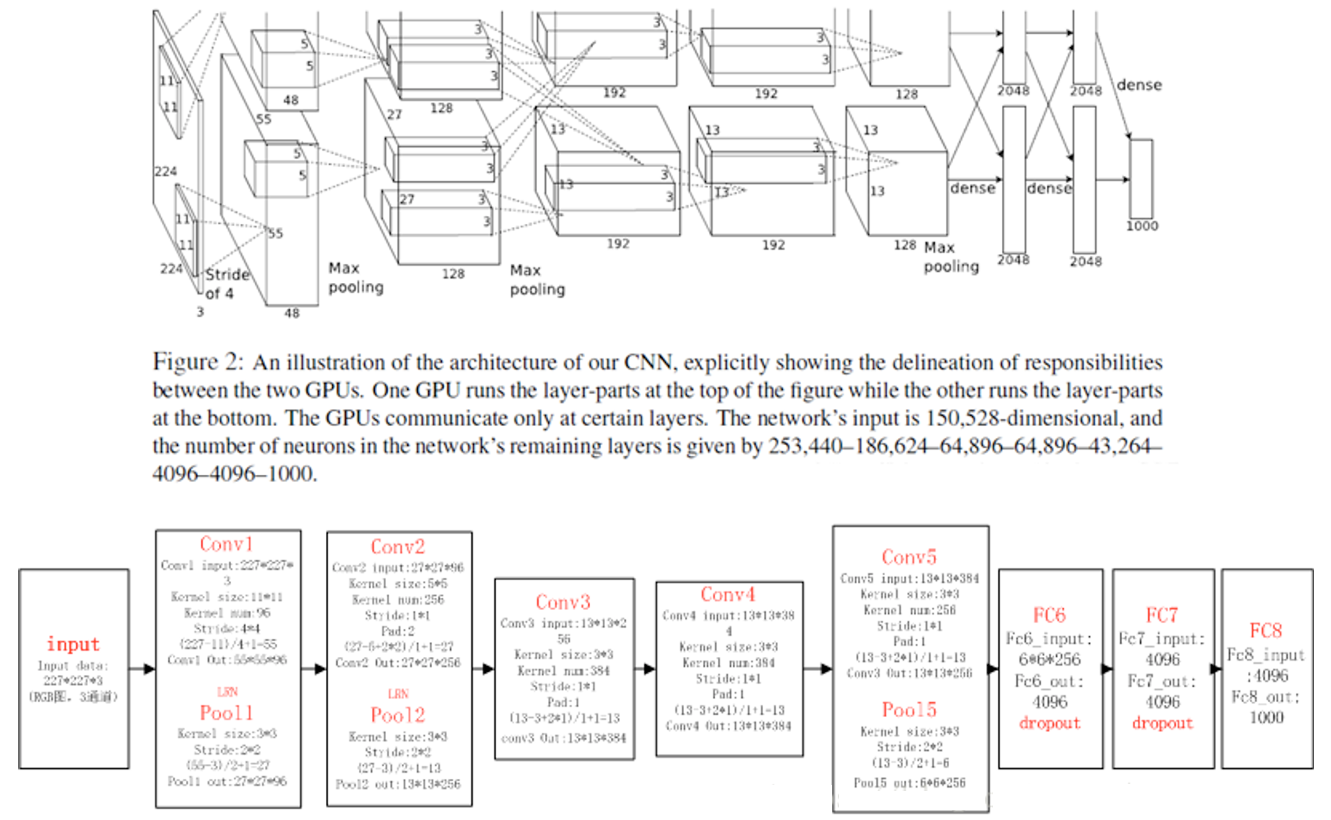 11
11
5
5
48
3
3
3
128
3
3
192
3
3
192
128
2048
2048
dense
55
27
224
5
5
3
3
13
3
3
13
3
3
13
11
11
55
27
3
3
13
13
13
dense
dense
1000
224
Stride
of 4
3
48
Max
pooling
128
Max
pooling
192
192
128
Max
pooling
2048
2048
Figure 2: An illustration of the architecture of our CNN, explicitly showing the delineation of responsibilities
between the two GPUs. One GPU runs the layer-parts at the top of the figure while the other runs the layer-parts
at the bottom. The GPUs communicate only at certain layers. The network's input is 150,528-dimensional, and
the number of neurons in the network's remaining layers is given by 253,440–186,624–64,896–64,896–43,264–
4096–4096–1000.
input
Input data:
227*227*3
(RGB图，3通道)
Conv1
Conv1 input:227*227*
3
Kernel size:11*11
Kernel num:96
Stride:4*4
(227-11)/4+1=55
Conv1 Out:55*55*96
LRN
Pool1
Kernel size:3*3
Stride:2*2
(55-3)/2+1=27
Pool1 out:27*27*96
Conv2
Conv2 input:27*27*96
Kernel size:5*5
Kernel num:256
Stride:1*1
Pad:2
(27-5+2*2)/1+1=27
Conv2 Out:27*27*256
LRN
Pool2
Kernel size:3*3
Stride:2*2
(27-3)/2+1=13
Pool2 out:13*13*256
Conv3
Conv3 input:13*13*2
56
Kernel size:3*3
Kernel num:384
Stride:1*1
Pad:1
(13-3+2*1)/1+1=13
conv3 Out:13*13*384
Conv4
Conv4 input:13*13*38
4
Kernel size:3*3
Kernel num:384
Stride:1*1
Pad:1
(13-3+2*1)/1+1=13
Conv4 Out:13*13*384
Conv5
Conv5 input:13*13*384
Kernel size:3*3
Kernel num:256
Stride:1*1
Pad:1
(13-3+2*1)/1+1=13
Conv3 Out:13*13*256
Pool5
Kernel size:3*3
Stride:2*2
(13-3)/2+1=6
Pool5 out:6*6*256
FC6
Fc6_input:
6*6*256
Fc6_out:
4096
dropout
FC7
Fc7_input:
4096
Fc7_out:
4096
dropout
FC8
Fc8_input
:4096
Fc8_out:
1000